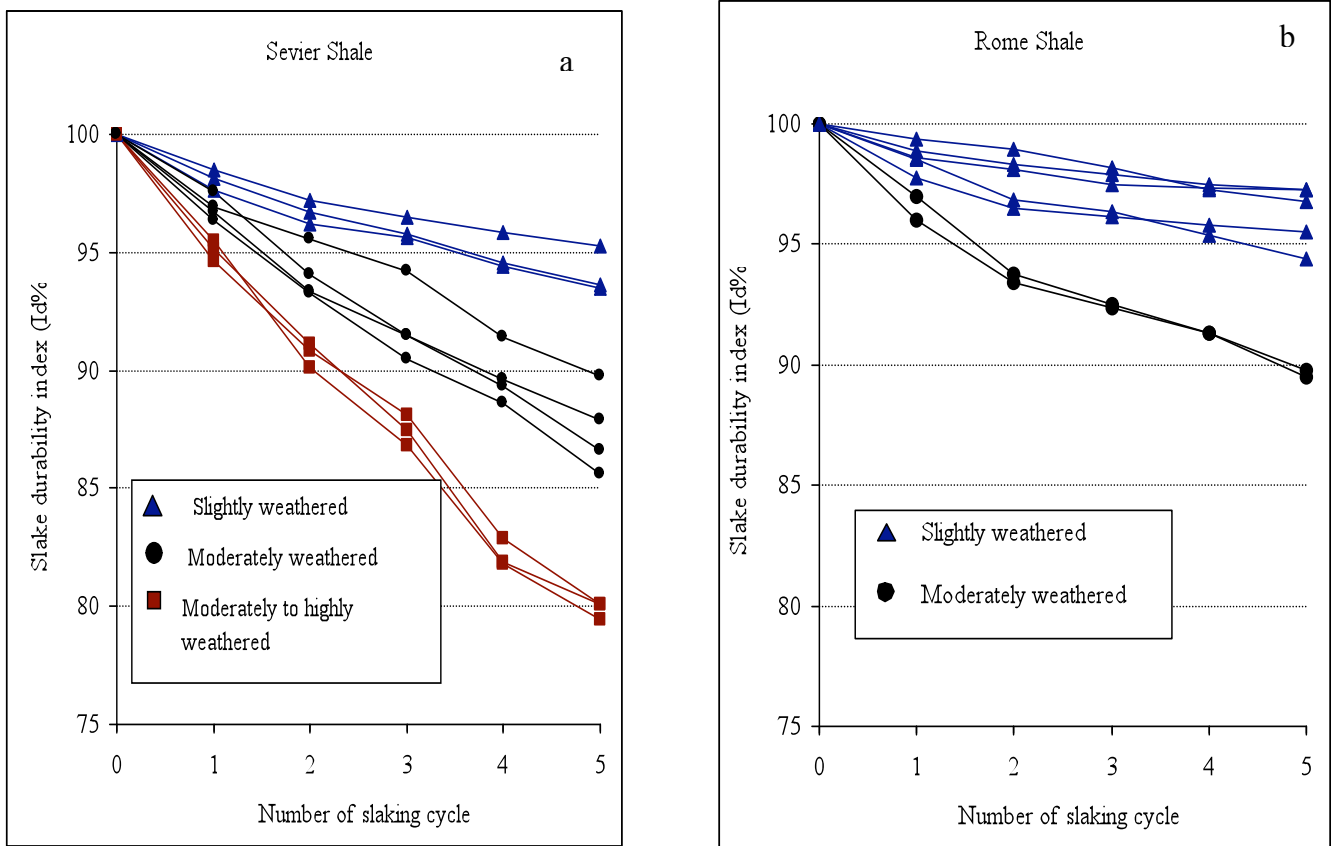 Sevier Shale
a
100
95
90
85
80
75
0 1 2 3 4 5
Slake durability index (Id%
Number of slaking cycle
Slightly weathered
Moderately weathered
Moderately to highly
weathered
Rome Shale
b
100
95
90
85
80
75
0 1 2 3 4 5
Slake durability index (Id%
Number of slaking cycle
Slightly weathered
Moderately weathered